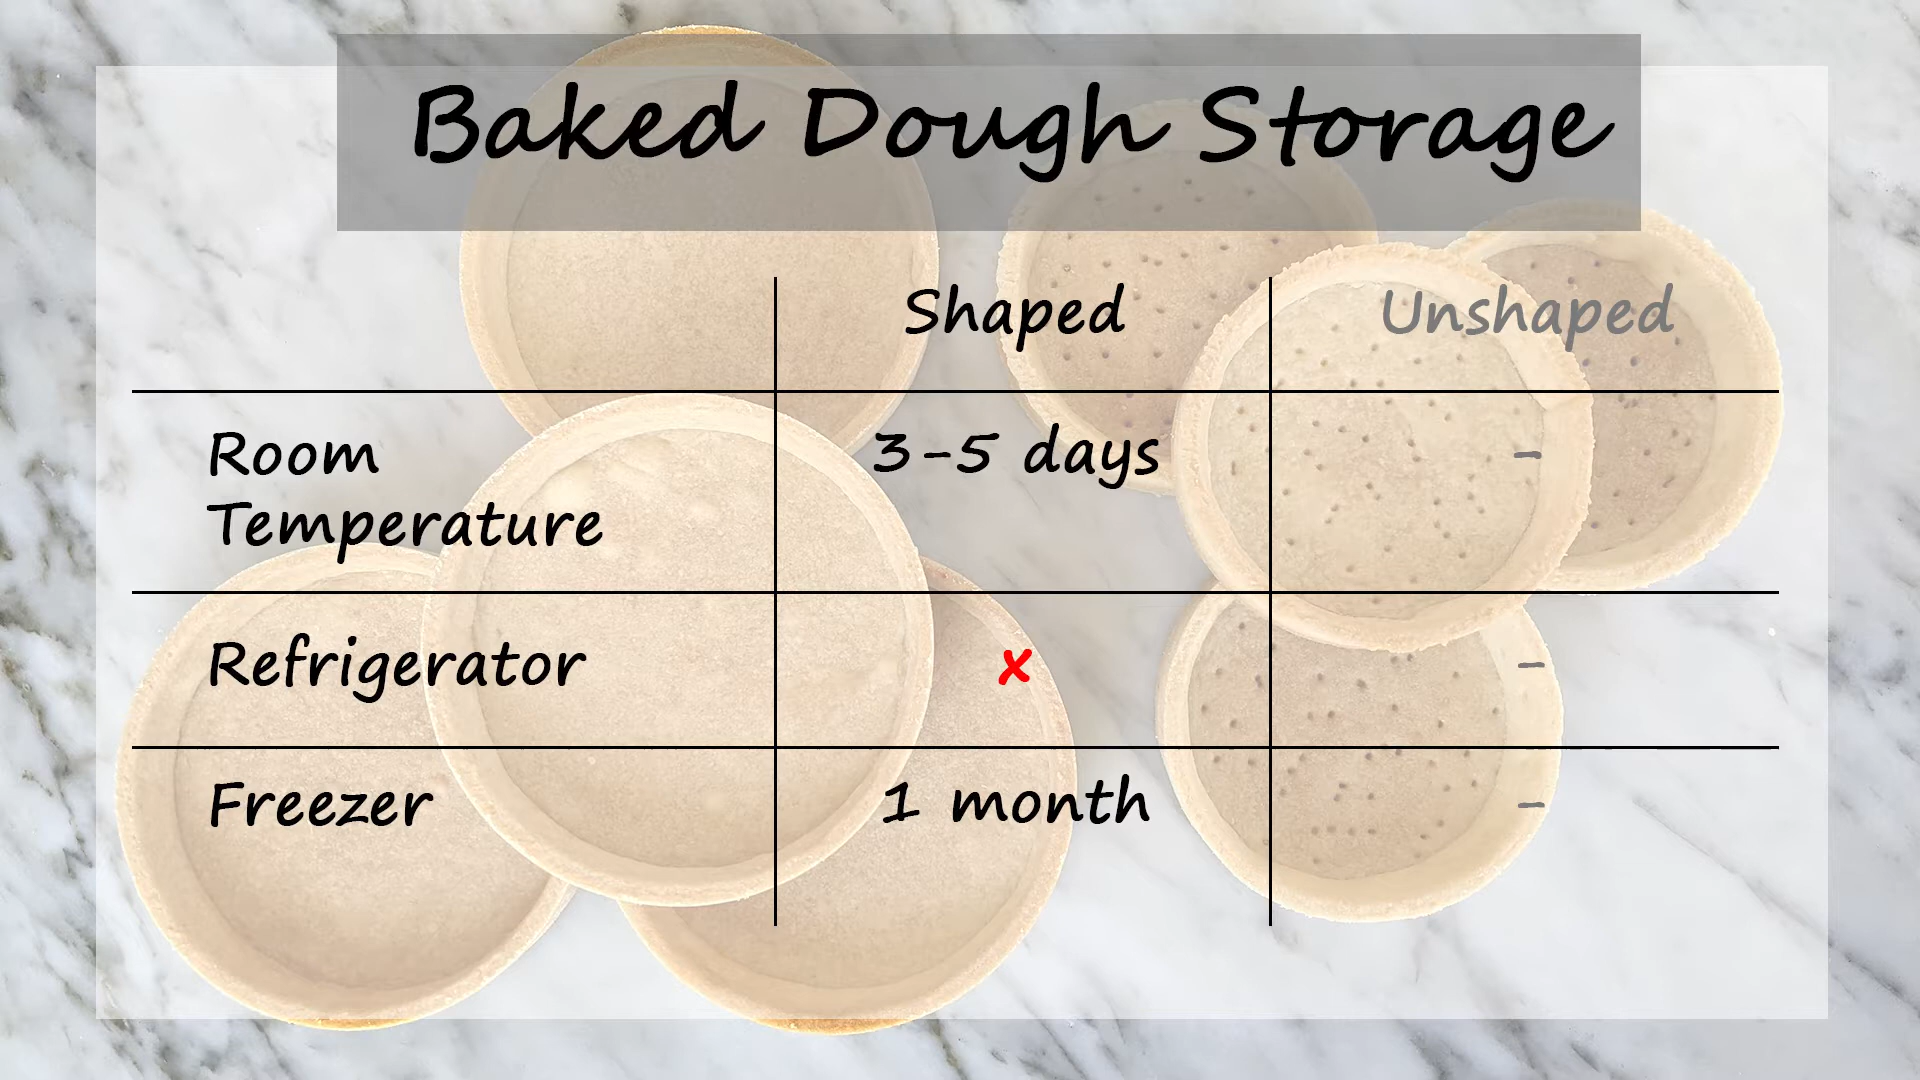 Baked Dough Storage
Shaped Unshaped
Room
Temperature
3-5 days -
Refrigerator ✘ -
Freezer 1 month -